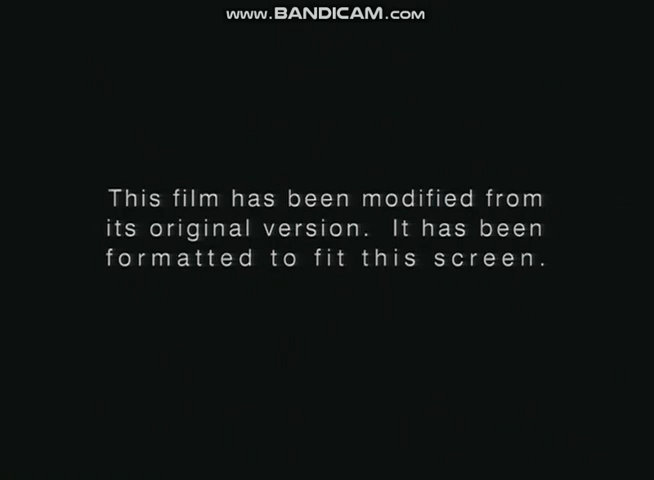 www.BANDICAM.com
This film has been modified from
its original version. It has been
formatted to fit this screen.